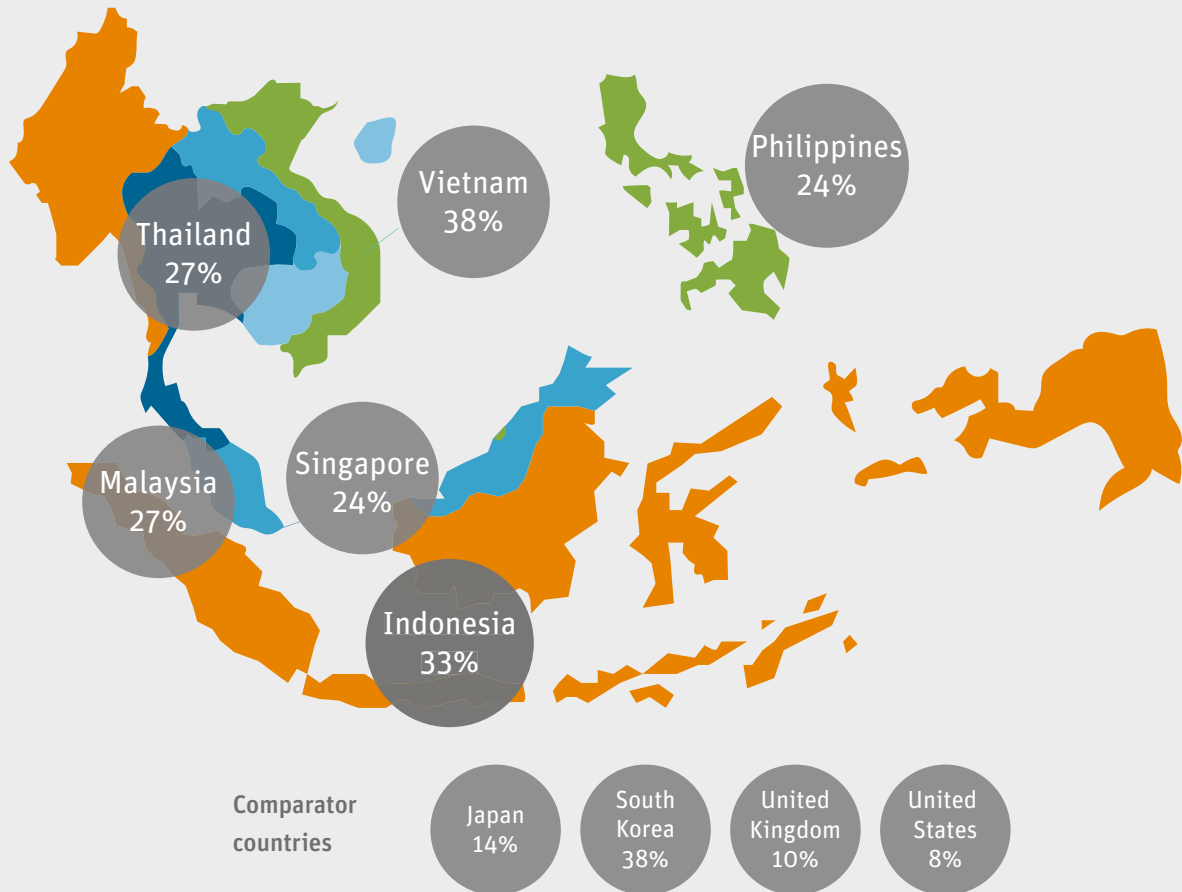 Philippines
24%
Vietnam
38%
Thailand
27%
Singapore
24%
Malaysia
27%
Indonesia
33%
Comparator
countries
Japan
14%
South
Korea
38%
United
Kingdom
10%
United
States
8%